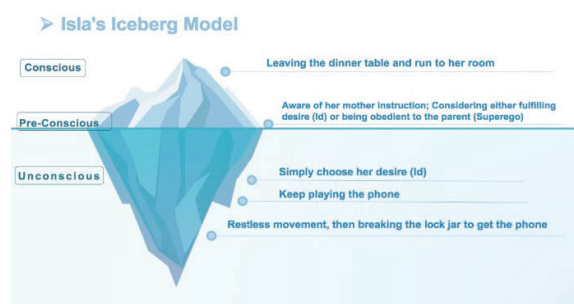 ➤ Isla's Iceberg Model
Conscious
Leaving the dinner table and run to her room
Pre-Conscious
Aware of her mother instruction; Considering either fulfilling
desire (Id) or being obedient to the parent (Superego)
Unconscious
Simply choose her desire (Id)
Keep playing the phone
Restless movement, then breaking the lock jar to get the phone